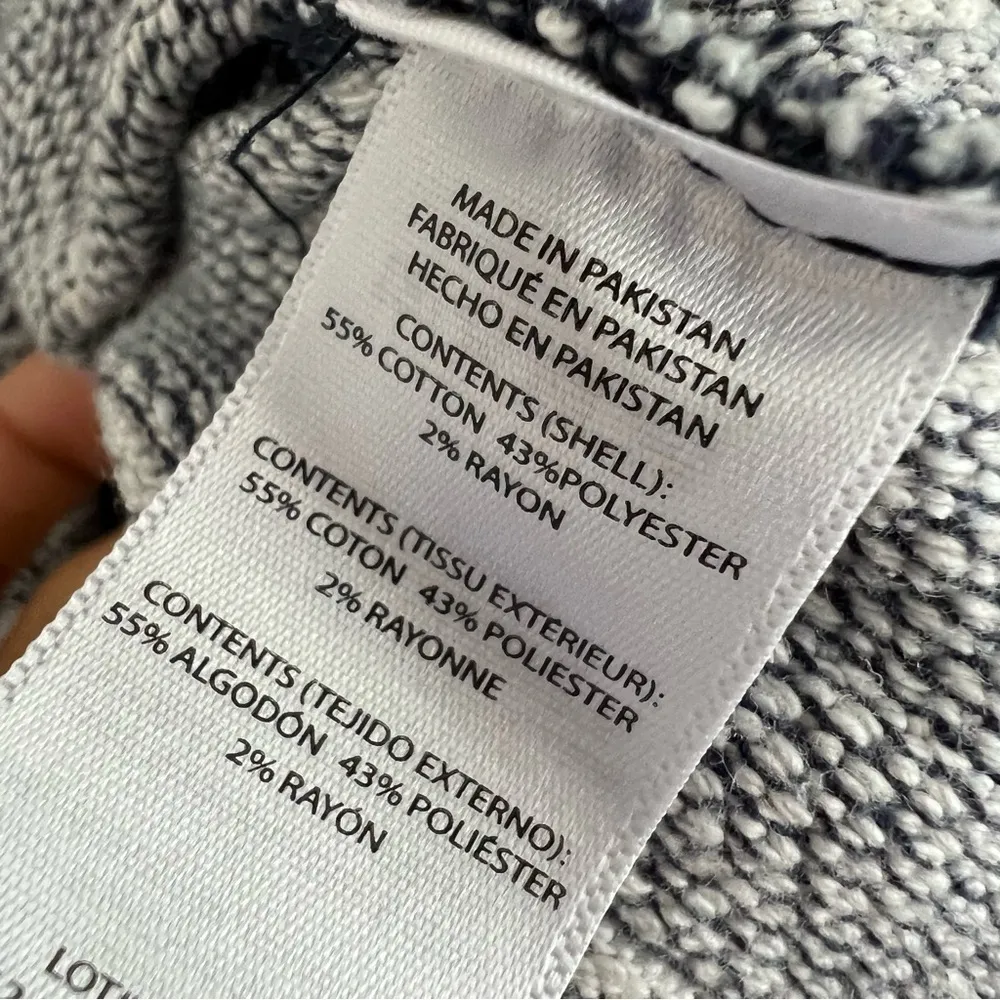 MADE IN PAKISTAN
FABRIQUÉ EN PAKISTAN
HECHO EN PAKISTAN
CONTENTS (SHELL):
55% COTTON 43%POLYESTER
2% RAYON
CONTENTS (TISSU EXTÉRIEUR):
55% COTON 43% POLIESTER
2% RAYONNE
CONTENTS (TEJIDO EXTERNO):
55% ALGODÓN 43% POLIÉSTER
2% RAYÓN